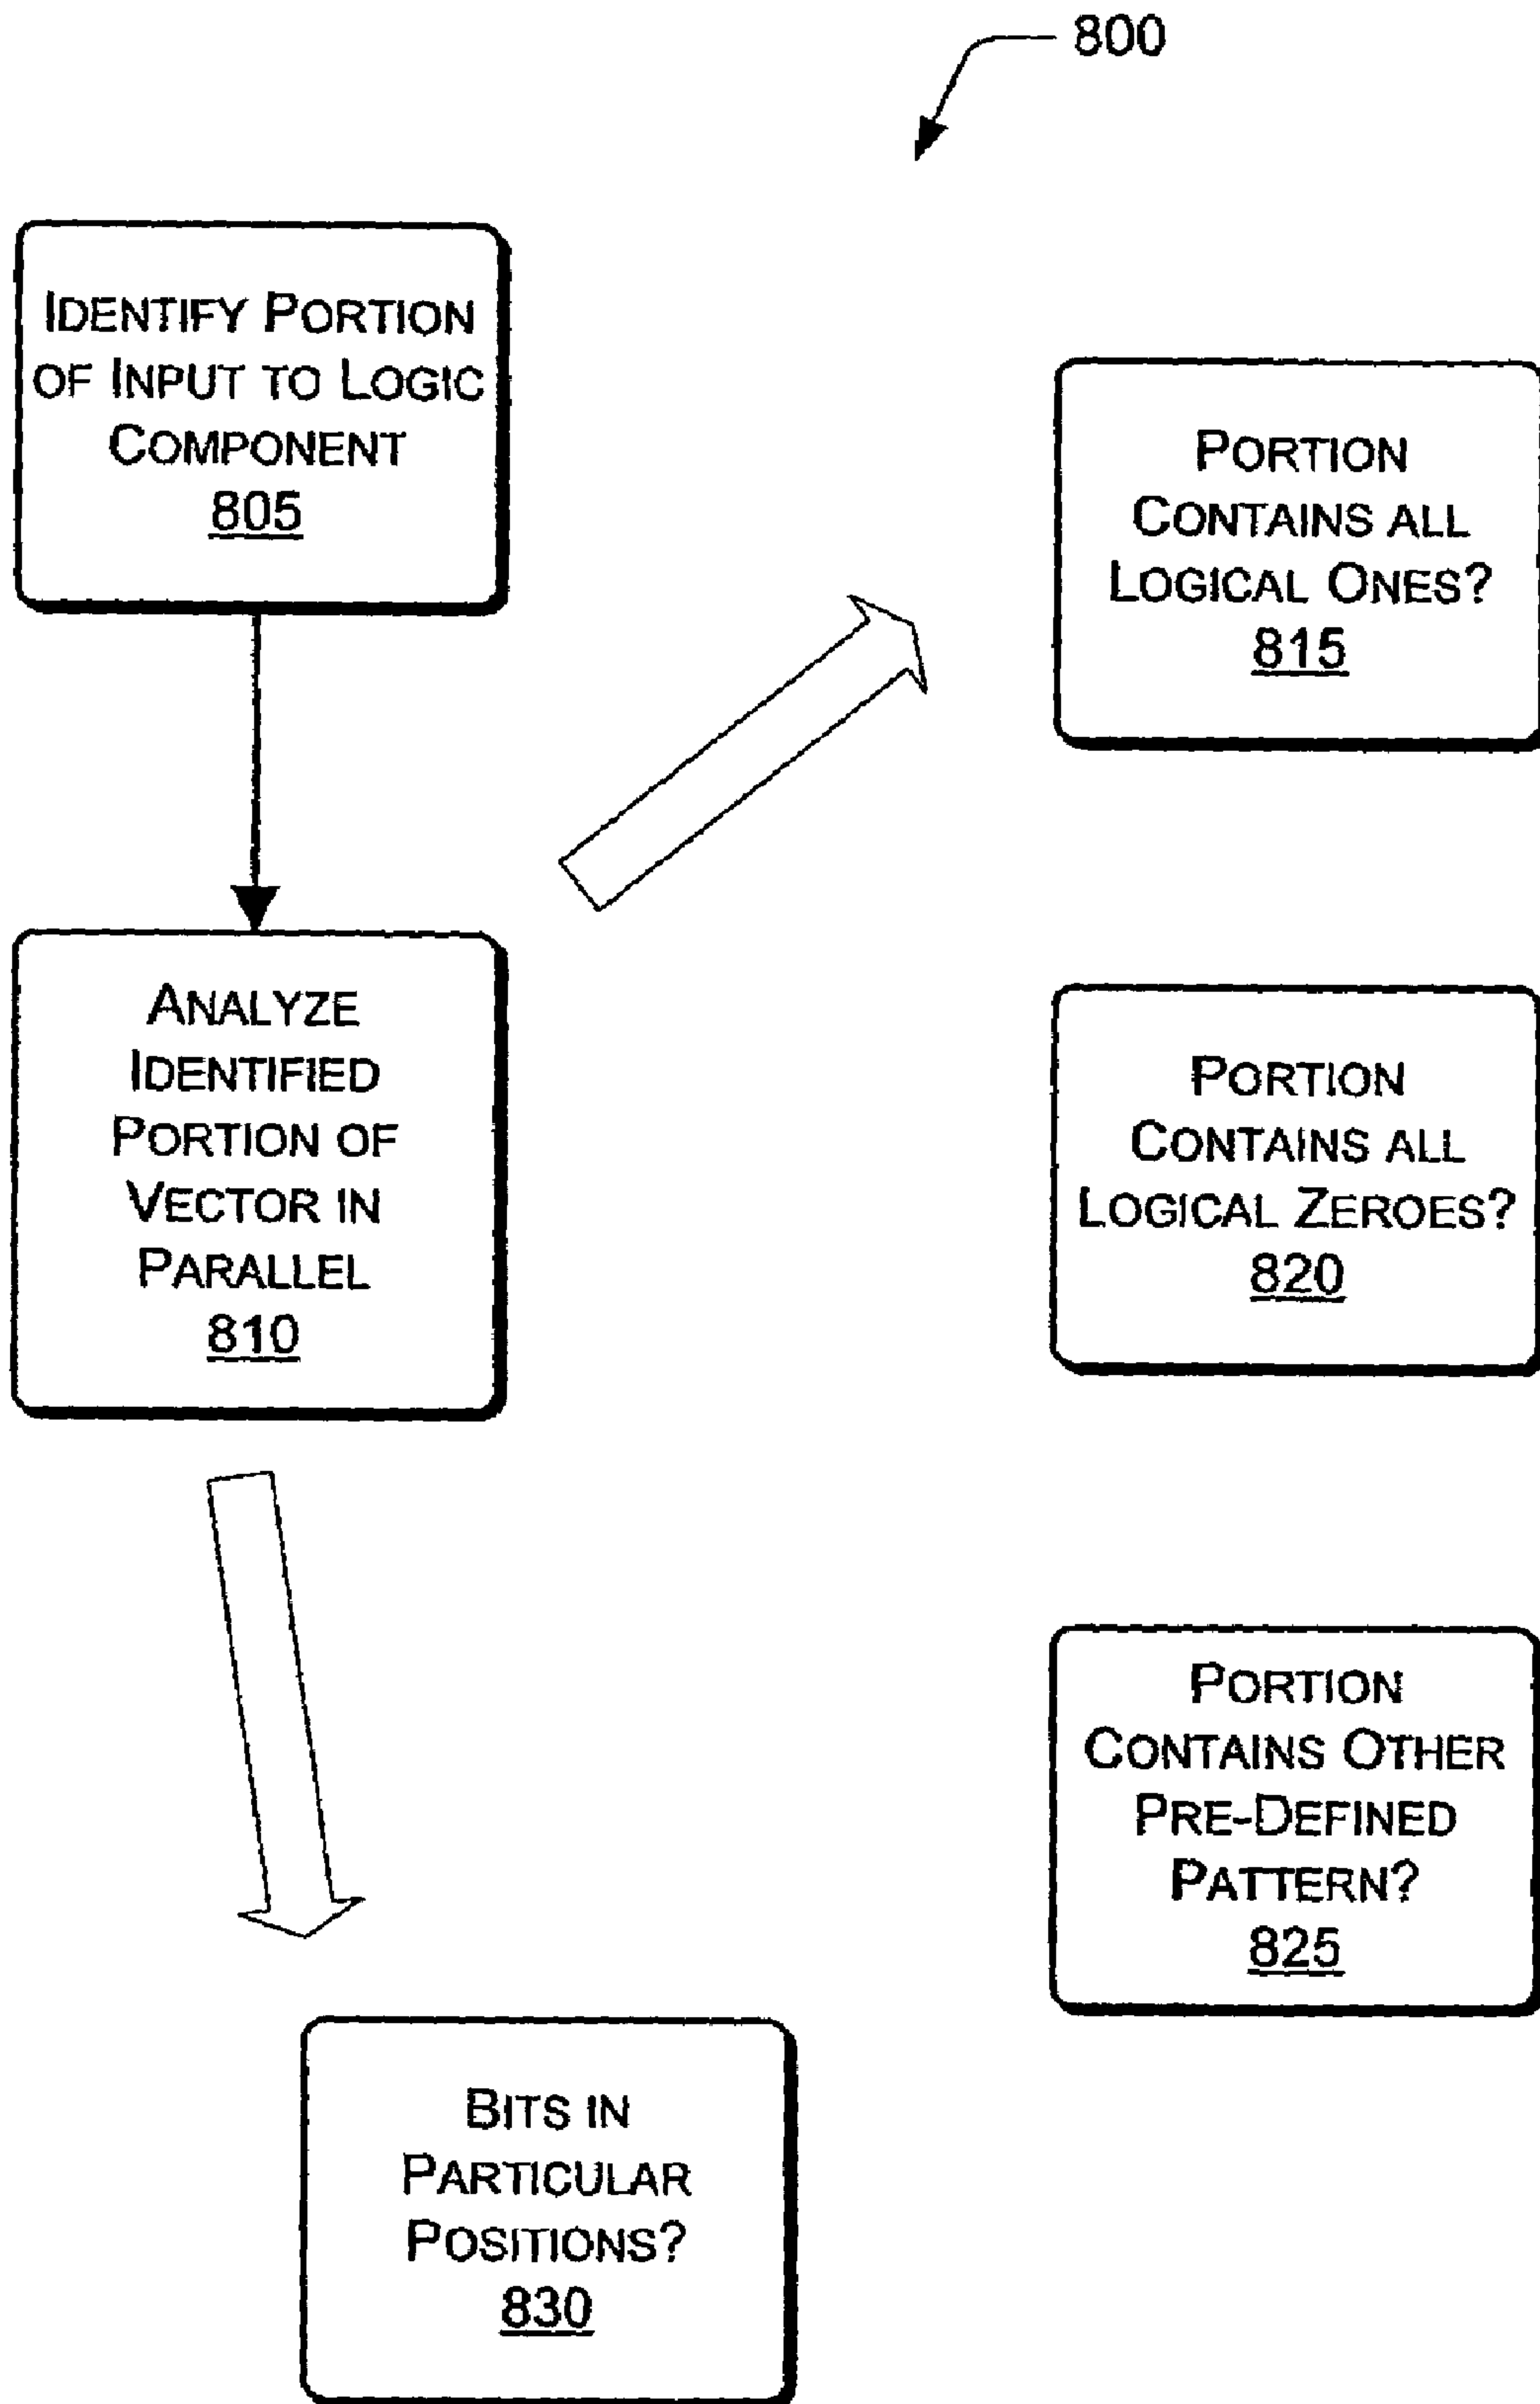 800
IDENTIFY PORTION
OF INPUT TO LOGIC
COMPONENT
805
ANALYZE
IDENTIFIED
PORTION OF
VECTOR IN
PARALLEL
810
PORTION
CONTAINS ALL
LOGICAL ONES?
815
PORTION
CONTAINS ALL
LOGICAL ZEROES?
820
PORTION
CONTAINS OTHER
PRE-DEFINED
PATTERN?
825
BITS IN
PARTICULAR
POSITIONS?
830